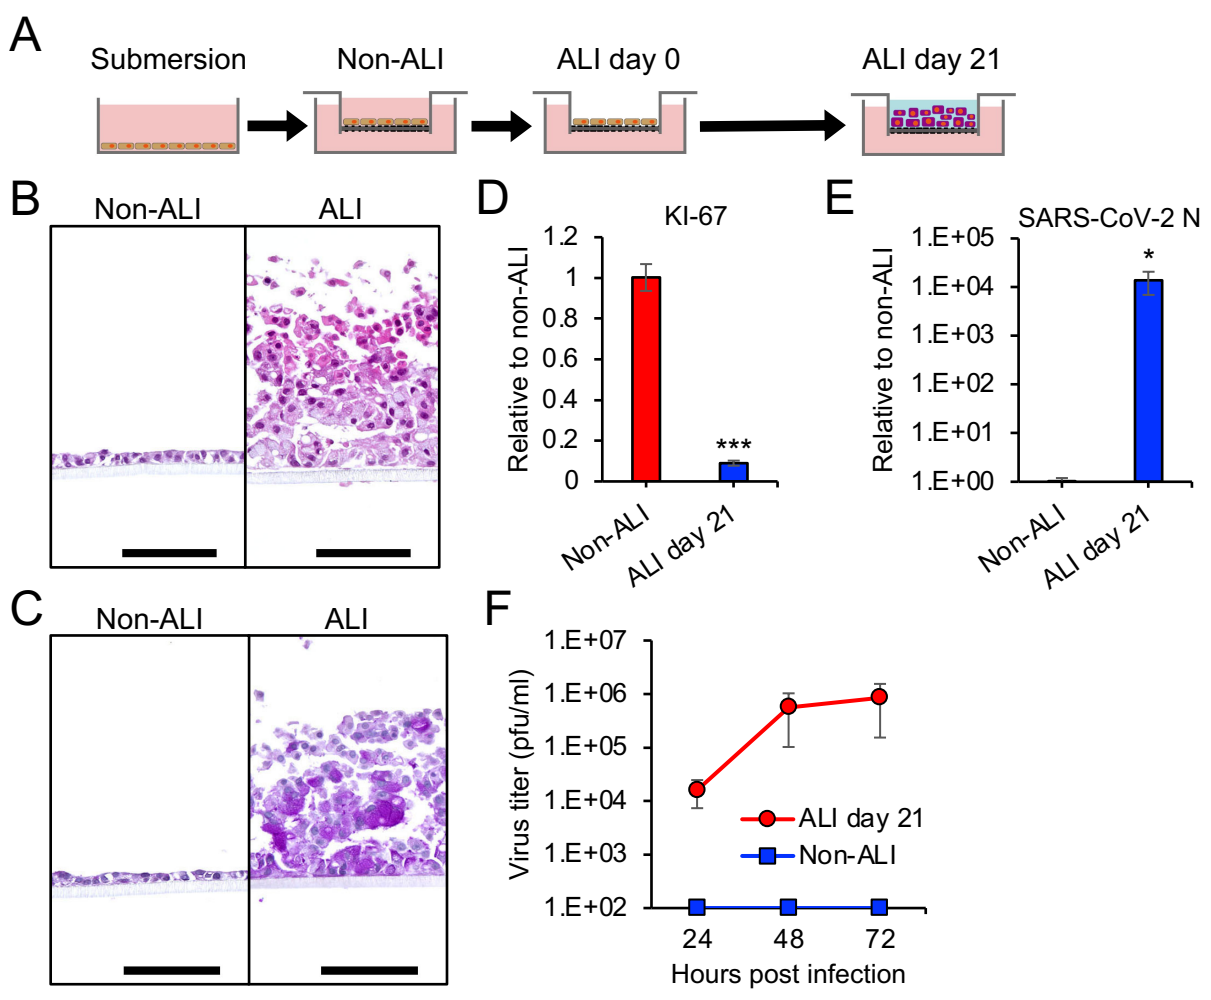 A
Submersion
Non-ALI
ALI day 0
ALI day 21
B
Non-ALI
ALI
C
Non-ALI
ALI
D
KI-67
Relative to non-ALI
1.2
1
0.8
0.6
0.4
0.2
0
***
Non-ALI
ALI day 21
E
SARS-CoV-2 N
Relative to non-ALI
1.E+05
1.E+04
1.E+03
1.E+02
1.E+01
1.E+00
*
Non-ALI
ALI day 21
F
Virus titer (pfu/ml)
1.E+07
1.E+06
1.E+05
1.E+04
1.E+03
1.E+02
ALI day 21
Non-ALI
24
48
72
Hours post infection